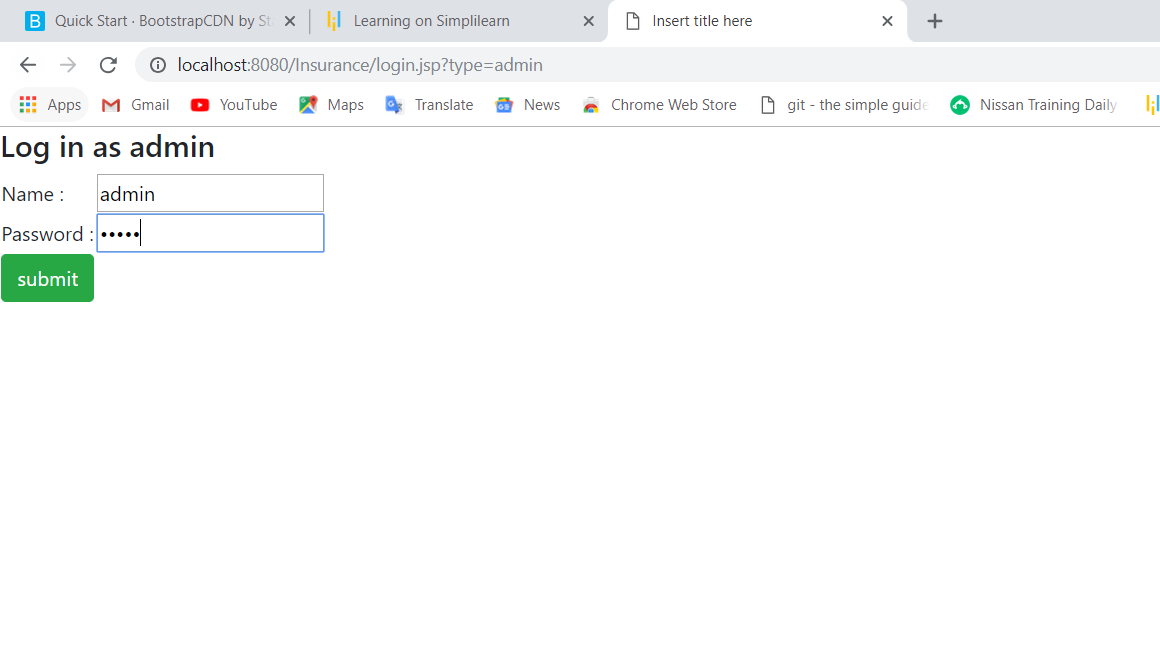 Quick Start · BootstrapCDN by St
Learning on Simplilearn
Insert title here
localhost:8080/Insurance/login.jsp?type=admin
Apps Gmail YouTube Maps Translate News Chrome Web Store git - the simple guide Nissan Training Daily
Log in as admin
Name : admin
Password : •••••
submit